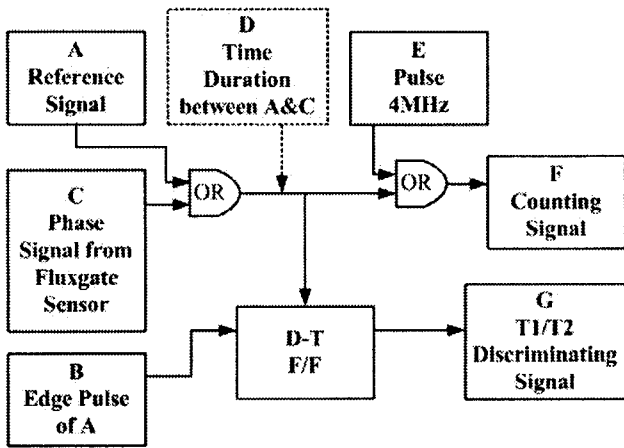 A
Reference
Signal
D
Time
Duration
between A&C
E
Pulse
4MHz
C
Phase
Signal from
Fluxgate
Sensor
OR
OR
F
Counting
Signal
B
Edge Pulse
of A
D-T
F/F
G
T1/T2
Discriminating
Signal